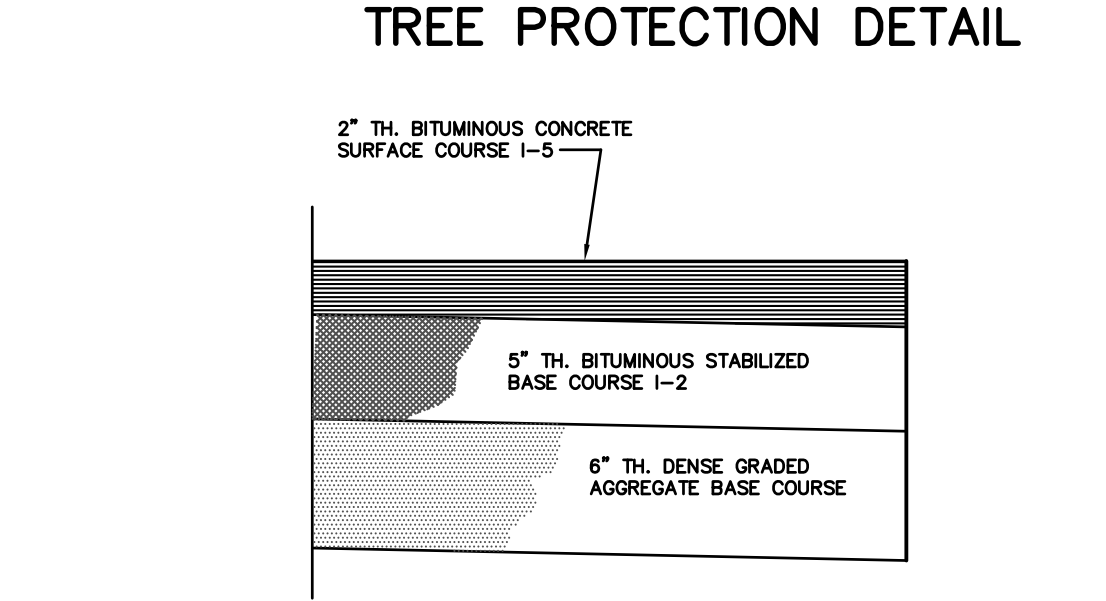 TREE PROTECTION DETAIL
2" TH. BITUMINOUS CONCRETE
SURFACE COURSE I-5
5" TH. BITUMINOUS STABILIZED
BASE COURSE I-2
6" TH. DENSE GRADED
AGGREGATE BASE COURSE